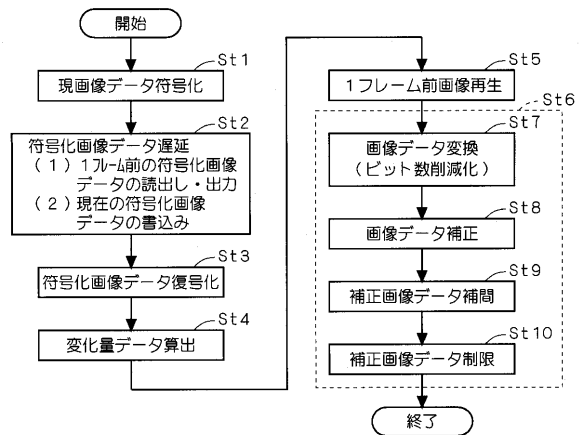 開始
St1
現画像データ符号化
St2
符号化画像データ遅延
(1)1フレーム前の符号化画像
データの読出し・出力
(2)現在の符号化画像
データの書込み
St3
符号化画像データ復号化
St4
変化量データ算出
St5
1フレーム前画像再生
St6
St7
画像データ変換
(ビット数削減化)
St8
画像データ補正
St9
補正画像データ補間
St10
補正画像データ制限
終了